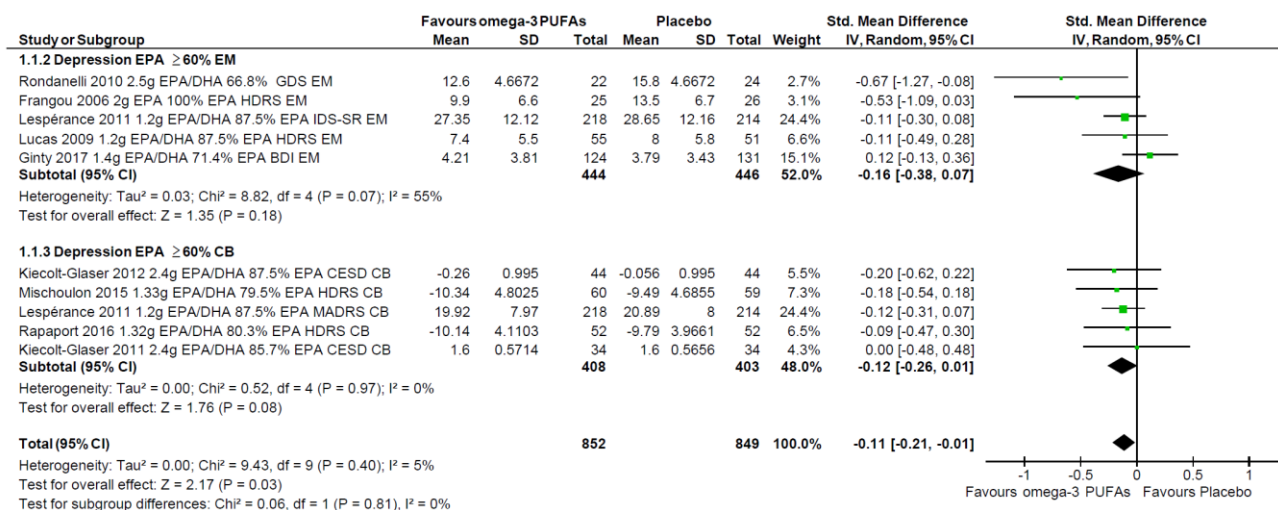 Favours omega-3 PUFAs Placebo Std. Mean Difference Std. Mean Difference
Study or Subgroup Mean SD Total Mean SD Total Weight IV, Random, 95% CI IV, Random, 95% CI
1.1.2 Depression EPA ≥60% EM
Rondanelli 2010 2.5g EPA/DHA 66.8% GDS EM 12.6 4.6672 22 15.8 4.6672 24 2.7% -0.67 [-1.27, -0.08]
Frangou 2006 2g EPA 100% EPA HDRS EM 9.9 6.6 25 13.5 6.7 26 3.1% -0.53 [-1.09, 0.03]
Lespérance 2011 1.2g EPA/DHA 87.5% EPA IDS-SR EM 27.35 12.12 218 28.65 12.16 214 24.4% -0.11 [-0.30, 0.08]
Lucas 2009 1.2g EPA/DHA 87.5% EPA HDRS EM 7.4 5.5 55 8 5.8 51 6.6% -0.11 [-0.49, 0.28]
Ginty 2017 1.4g EPA/DHA 71.4% EPA BDI EM 4.21 3.81 124 3.79 3.43 131 15.1% 0.12 [-0.13, 0.36]
Subtotal (95% CI) 444 446 52.0% -0.16 [-0.38, 0.07]
Heterogeneity: Tau² = 0.03; Chi² = 8.82, df = 4 (P = 0.07); I² = 55%
Test for overall effect: Z = 1.35 (P = 0.18)
1.1.3 Depression EPA ≥60% CB
Kiecolt-Glaser 2012 2.4g EPA/DHA 87.5% EPA CESD CB -0.26 0.995 44 -0.056 0.995 44 5.5% -0.20 [-0.62, 0.22]
Mischoulon 2015 1.33g EPA/DHA 79.5% EPA HDRS CB -10.34 4.8025 60 -9.49 4.6855 59 7.3% -0.18 [-0.54, 0.18]
Lespérance 2011 1.2g EPA/DHA 87.5% EPA MADRS CB 19.92 7.97 218 20.89 8 214 24.4% -0.12 [-0.31, 0.07]
Rapaport 2016 1.32g EPA/DHA 80.3% EPA HDRS CB -10.14 4.1103 52 -9.79 3.9661 52 6.6% -0.09 [-0.47, 0.30]
Kiecolt-Glaser 2011 2.4g EPA/DHA 85.7% EPA CESD CB 1.6 0.5714 34 1.6 0.5656 34 4.3% 0.00 [-0.48, 0.48]
Subtotal (95% CI) 408 403 48.0% -0.12 [-0.26, 0.01]
Heterogeneity: Tau² = 0.00; Chi² = 0.52, df = 4 (P = 0.97); I² = 0%
Test for overall effect: Z = 1.76 (P = 0.08)
Total (95% CI) 852 849 100.0% -0.11 [-0.21, -0.01]
Heterogeneity: Tau² = 0.00; Chi² = 9.43, df = 9 (P = 0.40); I² = 5%
Test for overall effect: Z = 2.17 (P = 0.03)
Test for subgroup differences: Chi² = 0.06, df = 1 (P = 0.81), I² = 0%
-1 -0.5 0 0.5 1
Favours omega-3 PUFAs Favours Placebo